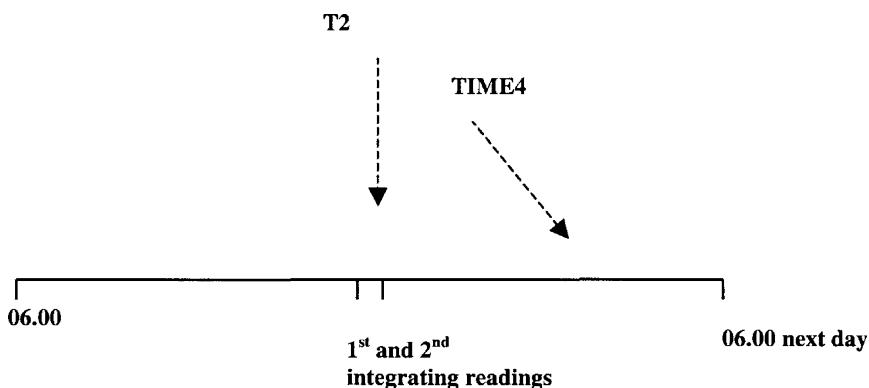 T2
TIME4
06.00
1st and 2nd
integrating readings
06.00 next day